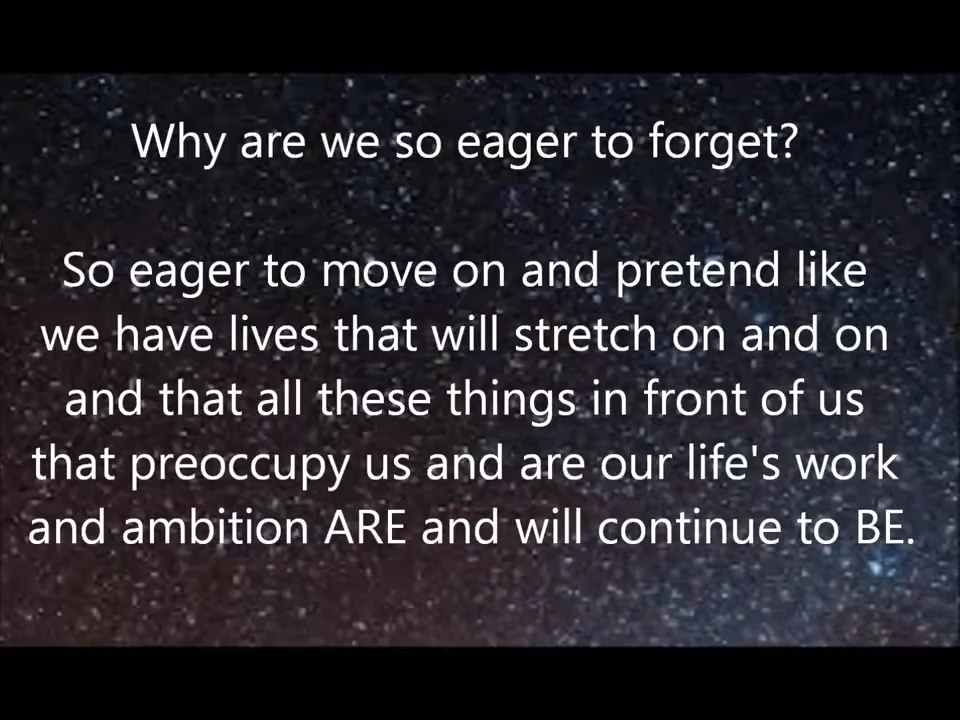 Why are we so eager to forget?
So eager to move on and pretend like
we have lives that will stretch on and on
and that all these things in front of us
that preoccupy us and are our life's work
and ambition ARE and will continue to BE.